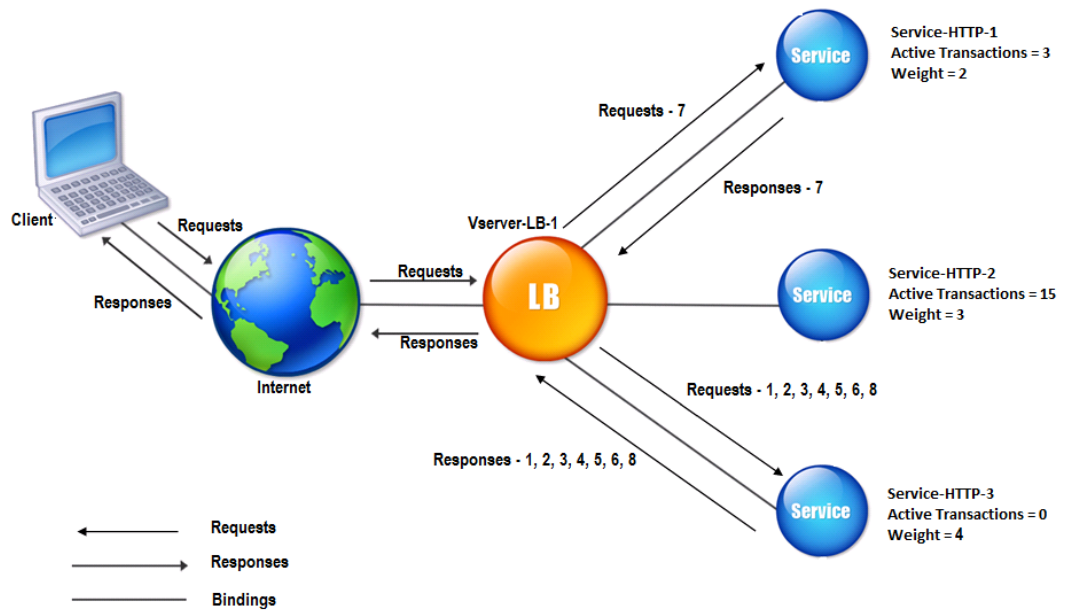 Service
Service-HTTP-1
Active Transactions = 3
Weight = 2
Requests - 7
Responses - 7
Client
Requests
Responses
Internet
Requests
Responses
Vserver-LB-1
LB
Service
Service-HTTP-2
Active Transactions = 15
Weight = 3
Requests - 1, 2, 3, 4, 5, 6, 8
Responses - 1, 2, 3, 4, 5, 6, 8
Service
Service-HTTP-3
Active Transactions = 0
Weight = 4
Requests
Responses
Bindings